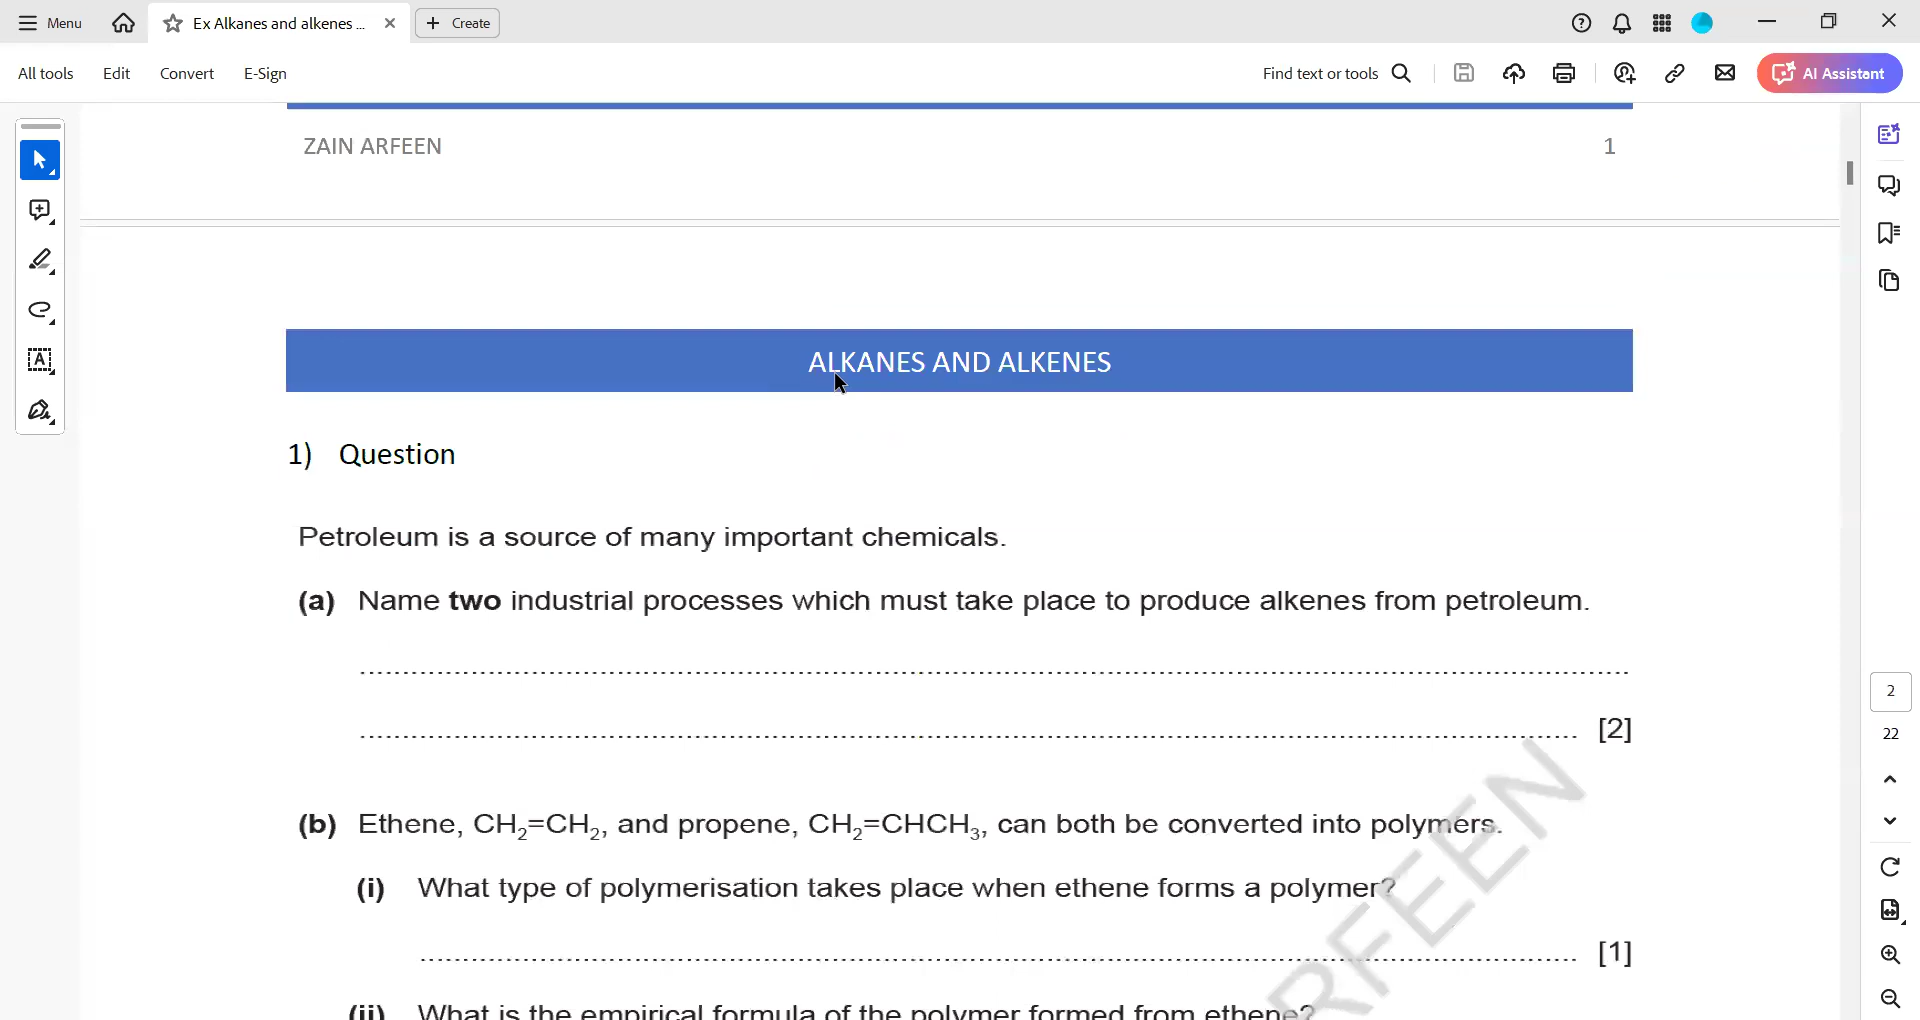 Menu
Ex Alkanes and alkenes ...
Create
All tools
Edit
Convert
E-Sign
Find text or tools
AI Assistant
ZAIN ARFEEN
1
ALKANES AND ALKENES
1) Question
Petroleum is a source of many important chemicals.
(a) Name two industrial processes which must take place to produce alkenes from petroleum.
[2]
(b) Ethene, CH₂=CH₂, and propene, CH₂=CHCH₃, can both be converted into polymers.
(i) What type of polymerisation takes place when ethene forms a polymer?
[1]
(ii) What is the empirical formula of the polymer formed from ethene?
RFEEN
2
22